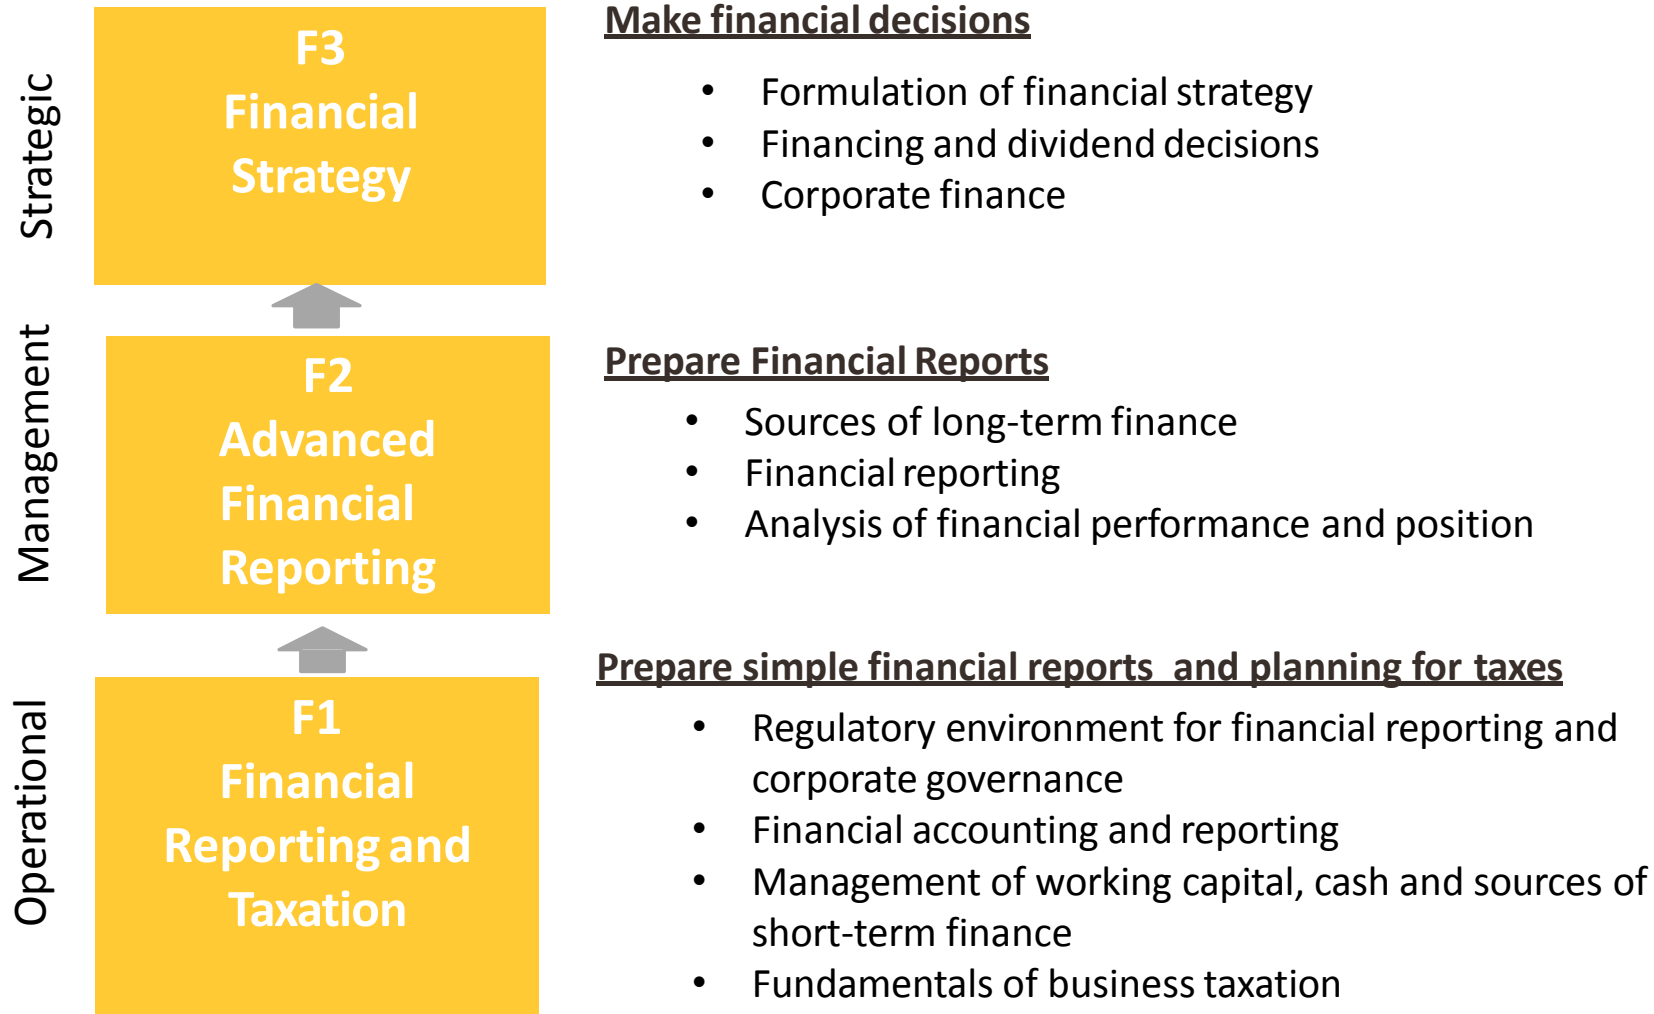 Strategic
F3
Financial
Strategy
Make financial decisions
• Formulation of financial strategy
• Financing and dividend decisions
• Corporate finance
Management
F2
Advanced
Financial
Reporting
Prepare Financial Reports
• Sources of long-term finance
• Financial reporting
• Analysis of financial performance and position
Operational
F1
Financial
Reporting and
Taxation
Prepare simple financial reports and planning for taxes
• Regulatory environment for financial reporting and
corporate governance
• Financial accounting and reporting
• Management of working capital, cash and sources of
short-term finance
• Fundamentals of business taxation